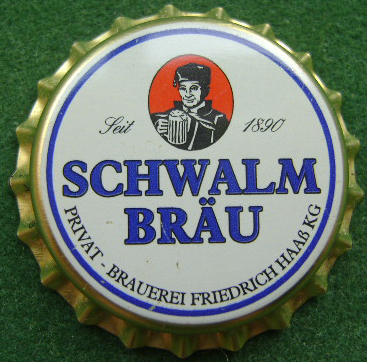 Seit 1890
SCHWALM
BRÄU
PRIVAT - BRAUEREI FRIEDRICH HAAß KG